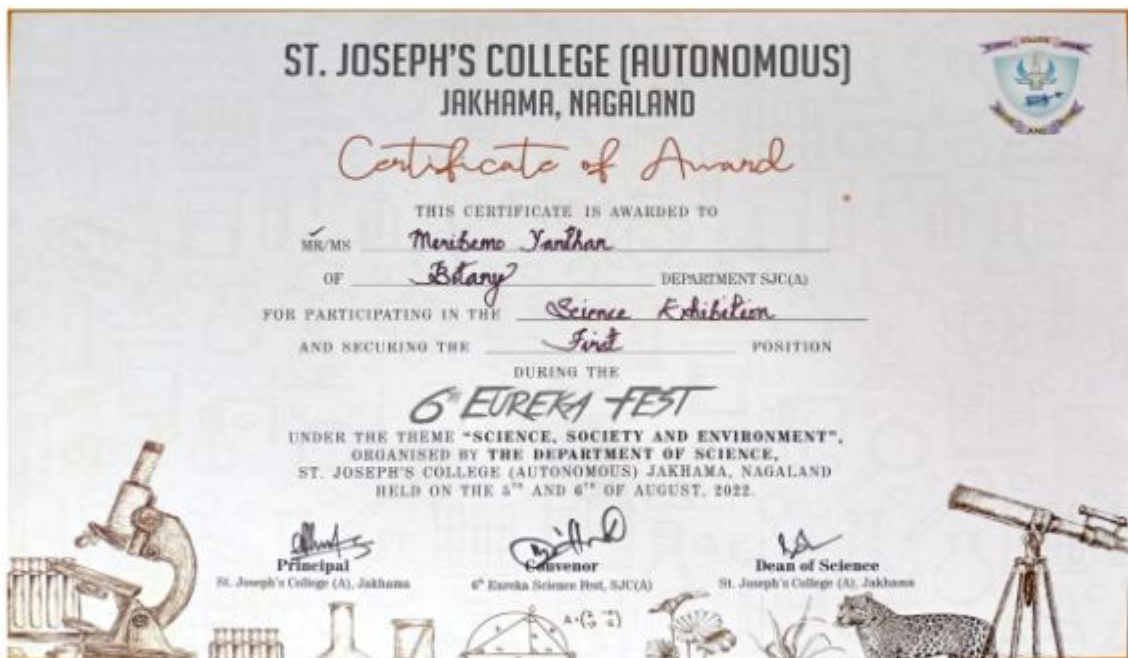 ST. JOSEPH'S COLLEGE (AUTONOMOUS)
JAKHAMA, NAGALAND
Certificate of Award
THIS CERTIFICATE IS AWARDED TO
MR/MS Meribemo Yanthan
OF Botany DEPARTMENT SJC(A)
FOR PARTICIPATING IN THE Science Exhibition
AND SECURING THE First POSITION
DURING THE
6TH EUREKA FEST
UNDER THE THEME "SCIENCE, SOCIETY AND ENVIRONMENT",
ORGANISED BY THE DEPARTMENT OF SCIENCE,
ST. JOSEPH'S COLLEGE (AUTONOMOUS) JAKHAMA, NAGALAND
HELD ON THE 5TH AND 6TH OF AUGUST, 2022.
Principal
St. Joseph's College (A), Jakhama
Convenor
6th Eureka Science Fest, SJC(A)
Dean of Science
St. Joseph's College (A), Jakhama